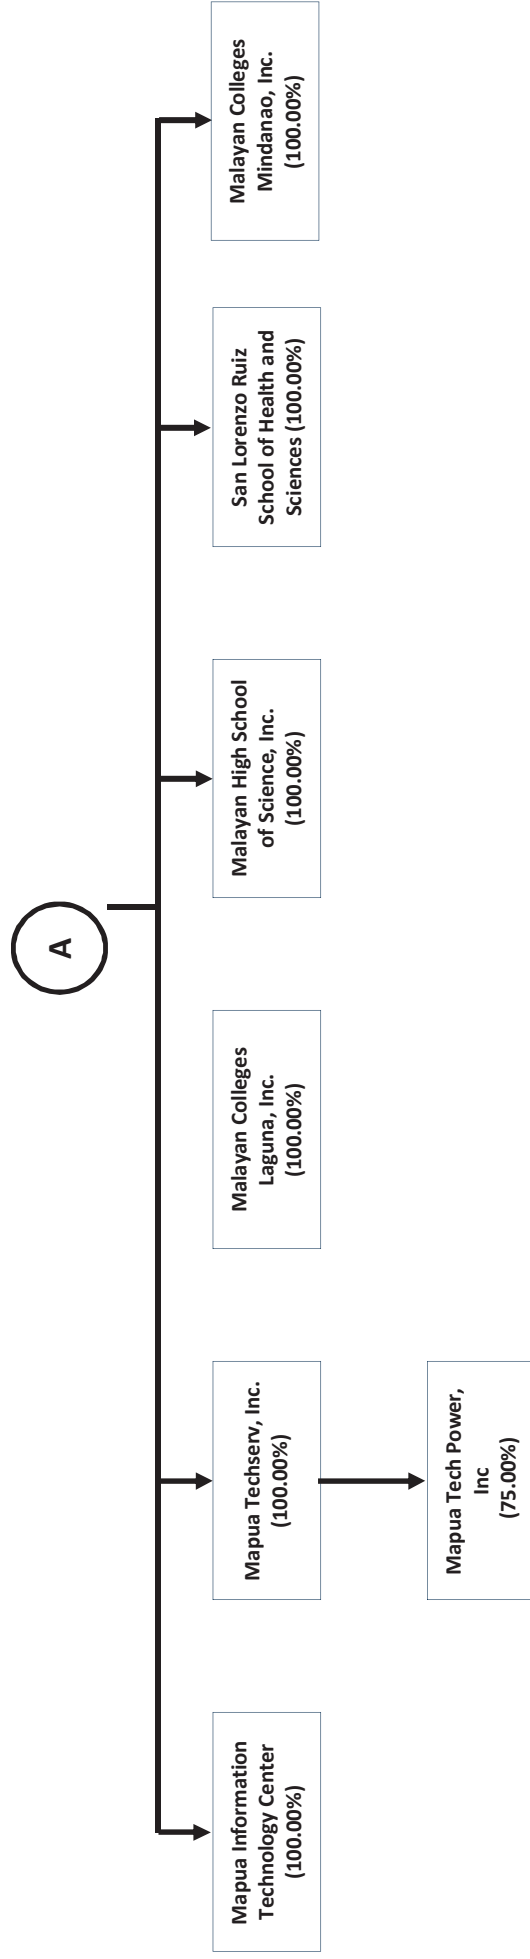 A
Mapua Information
Technology Center
(100.00%)
Mapua Techserv, Inc.
(100.00%)
Malayan Colleges
Laguna, Inc.
(100.00%)
Malayan High School
of Science, Inc.
(100.00%)
San Lorenzo Ruiz
School of Health and
Sciences (100.00%)
Malayan Colleges
Mindanao, Inc.
(100.00%)
Mapua Tech Power,
Inc
(75.00%)